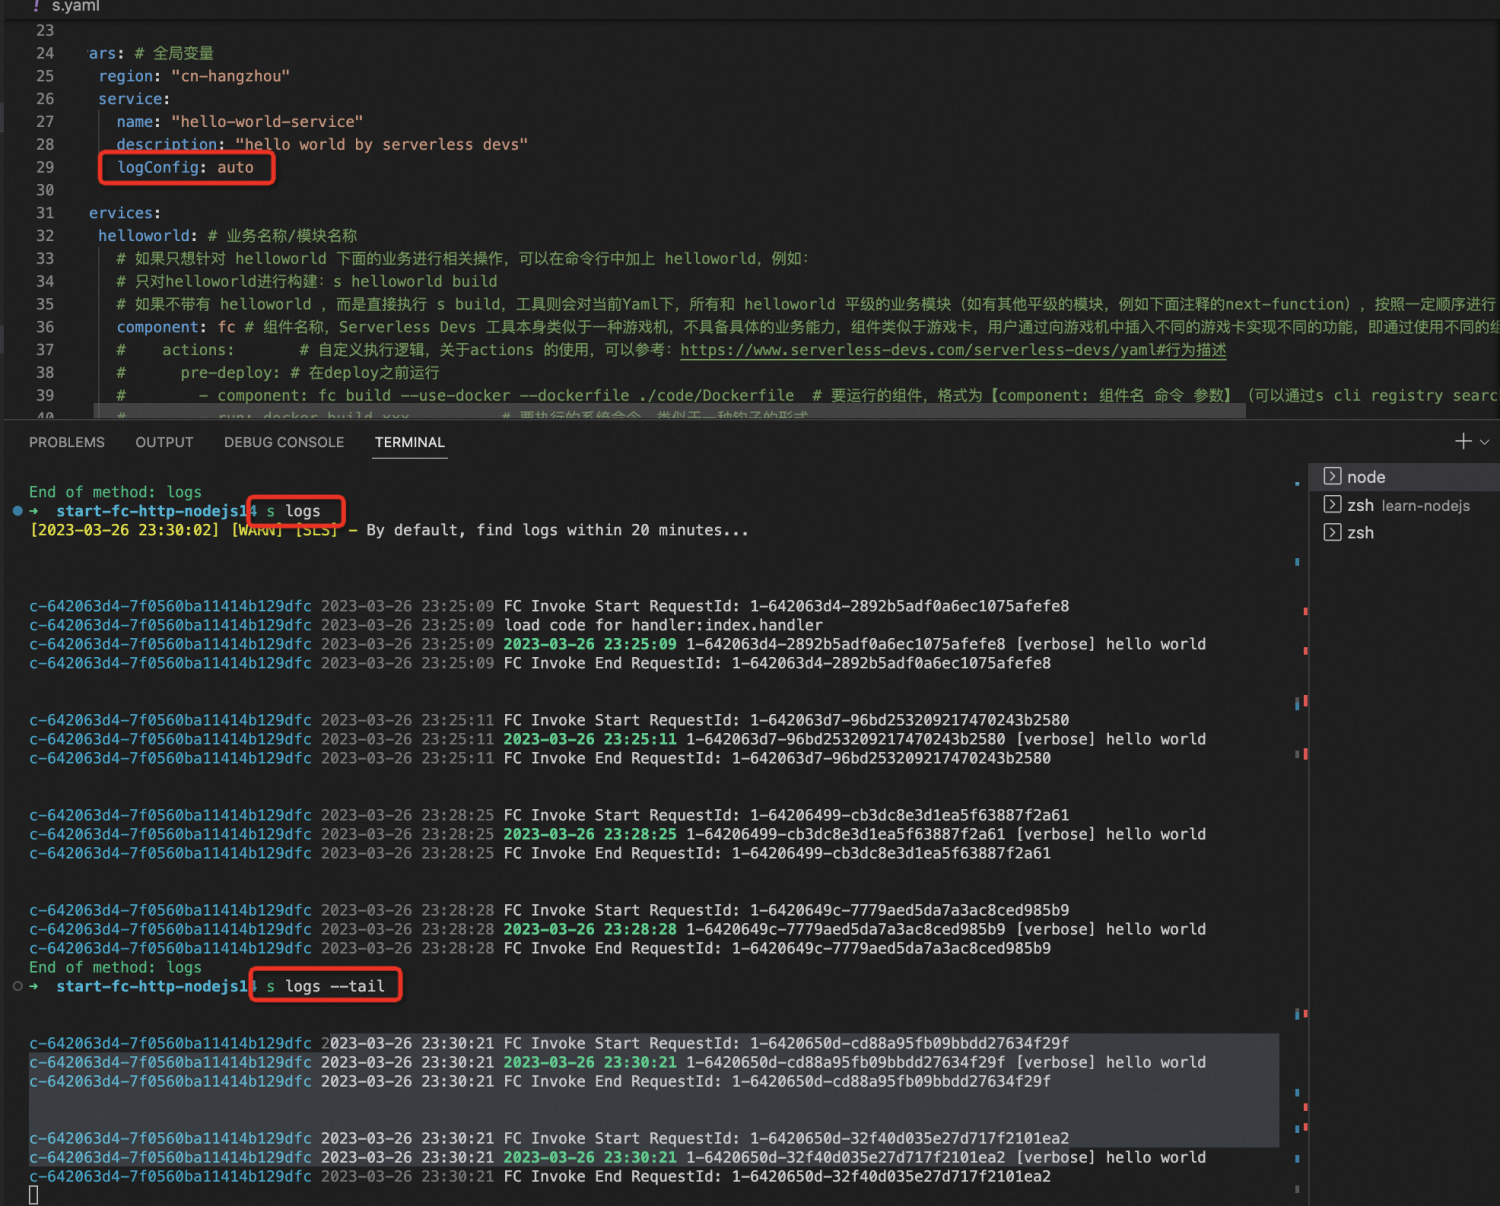 ! s.yaml
23
24 ars: # 全局变量
25 region: "cn-hangzhou"
26 service:
27 name: "hello-world-service"
28 description: "hello world by serverless devs"
29 logConfig: auto
30
31 ervices:
32 helloworld: # 业务名称/模块名称
33 # 如果只想针对 helloworld 下面的业务进行相关操作，可以在命令行中加上 helloworld，例如：
34 # 只对helloworld进行构建：s helloworld build
35 # 如果不带有 helloworld ，而是直接执行 s build，工具则会对当前Yaml下，所有和 helloworld 平级的业务模块（如有其他平级的模块，例如下面注释的next-function），按照一定顺序进行
36 component: fc # 组件名称，Serverless Devs 工具本身类似于一种游戏机，不具备具体的业务能力，组件类似于游戏卡，用户通过向游戏机中插入不同的游戏卡实现不同的功能，即通过使用不同的组
37 # actions: # 自定义执行逻辑，关于actions 的使用，可以参考：https://www.serverless-devs.com/serverless-devs/yaml#行为描述
38 # pre-deploy: # 在deploy之前运行
39 # - component: fc build --use-docker --dockerfile ./code/Dockerfile # 要运行的组件，格式为【component: 组件名 命令 参数】（可以通过s cli registry searc
40 # - run: docker build xxx # 要执行的系统命令，类似于一种钩子的形式
PROBLEMS OUTPUT DEBUG CONSOLE TERMINAL
End of method: logs
→ start-fc-http-nodejs14 s logs
[2023-03-26 23:30:02] [WARN] [SLS] – By default, find logs within 20 minutes...
c-642063d4-7f0560ba11414b129dfc 2023-03-26 23:25:09 FC Invoke Start RequestId: 1-642063d4-2892b5adf0a6ec1075afefe8
c-642063d4-7f0560ba11414b129dfc 2023-03-26 23:25:09 load code for handler:index.handler
c-642063d4-7f0560ba11414b129dfc 2023-03-26 23:25:09 2023-03-26 23:25:09 1-642063d4-2892b5adf0a6ec1075afefe8 [verbose] hello world
c-642063d4-7f0560ba11414b129dfc 2023-03-26 23:25:09 FC Invoke End RequestId: 1-642063d4-2892b5adf0a6ec1075afefe8
c-642063d4-7f0560ba11414b129dfc 2023-03-26 23:25:11 FC Invoke Start RequestId: 1-642063d7-96bd253209217470243b2580
c-642063d4-7f0560ba11414b129dfc 2023-03-26 23:25:11 2023-03-26 23:25:11 1-642063d7-96bd253209217470243b2580 [verbose] hello world
c-642063d4-7f0560ba11414b129dfc 2023-03-26 23:25:11 FC Invoke End RequestId: 1-642063d7-96bd253209217470243b2580
c-642063d4-7f0560ba11414b129dfc 2023-03-26 23:28:25 FC Invoke Start RequestId: 1-64206499-cb3dc8e3d1ea5f63887f2a61
c-642063d4-7f0560ba11414b129dfc 2023-03-26 23:28:25 2023-03-26 23:28:25 1-64206499-cb3dc8e3d1ea5f63887f2a61 [verbose] hello world
c-642063d4-7f0560ba11414b129dfc 2023-03-26 23:28:25 FC Invoke End RequestId: 1-64206499-cb3dc8e3d1ea5f63887f2a61
c-642063d4-7f0560ba11414b129dfc 2023-03-26 23:28:28 FC Invoke Start RequestId: 1-6420649c-7779aed5da7a3ac8ced985b9
c-642063d4-7f0560ba11414b129dfc 2023-03-26 23:28:28 2023-03-26 23:28:28 1-6420649c-7779aed5da7a3ac8ced985b9 [verbose] hello world
c-642063d4-7f0560ba11414b129dfc 2023-03-26 23:28:28 FC Invoke End RequestId: 1-6420649c-7779aed5da7a3ac8ced985b9
End of method: logs
→ start-fc-http-nodejs14 s logs --tail
c-642063d4-7f0560ba11414b129dfc 2023-03-26 23:30:21 FC Invoke Start RequestId: 1-6420650d-cd88a95fb09bbdd27634f29f
c-642063d4-7f0560ba11414b129dfc 2023-03-26 23:30:21 2023-03-26 23:30:21 1-6420650d-cd88a95fb09bbdd27634f29f [verbose] hello world
c-642063d4-7f0560ba11414b129dfc 2023-03-26 23:30:21 FC Invoke End RequestId: 1-6420650d-cd88a95fb09bbdd27634f29f
c-642063d4-7f0560ba11414b129dfc 2023-03-26 23:30:21 FC Invoke Start RequestId: 1-6420650d-32f40d035e27d717f2101ea2
c-642063d4-7f0560ba11414b129dfc 2023-03-26 23:30:21 2023-03-26 23:30:21 1-6420650d-32f40d035e27d717f2101ea2 [verbose] hello world
c-642063d4-7f0560ba11414b129dfc 2023-03-26 23:30:21 FC Invoke End RequestId: 1-6420650d-32f40d035e27d717f2101ea2
node
zsh learn-nodejs
zsh